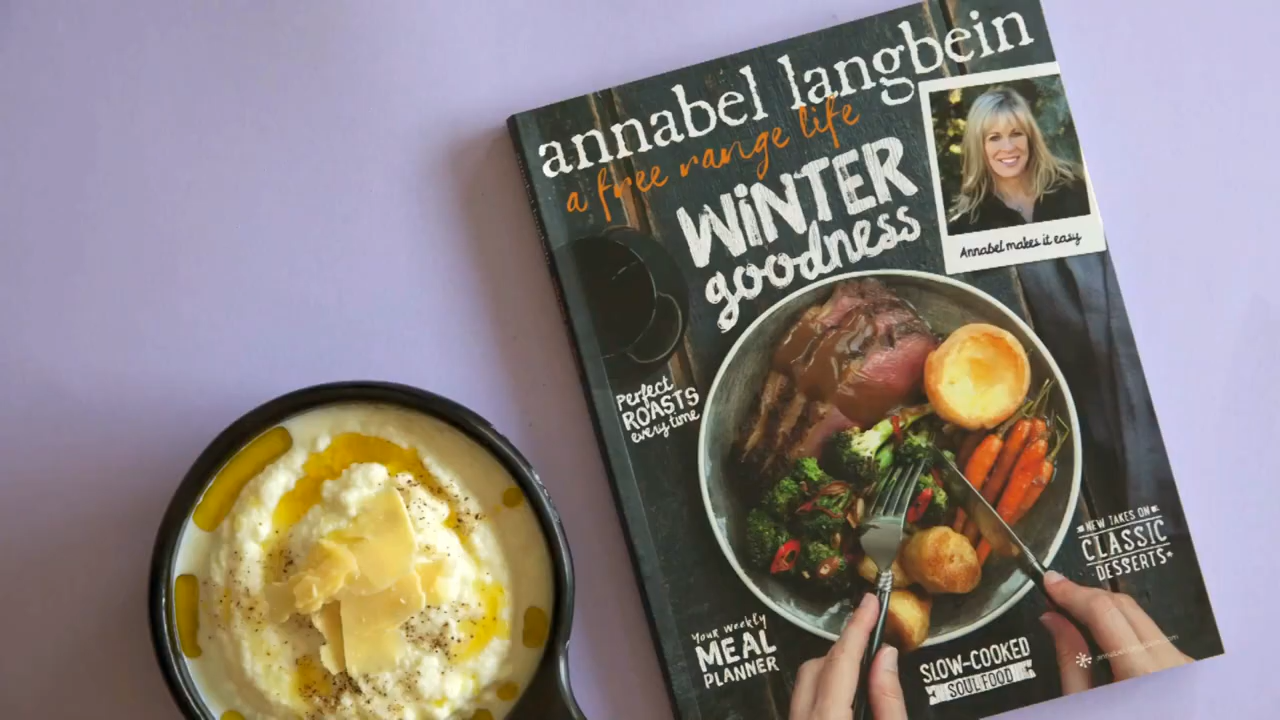 annabel langbein
a free range life
WiNTER
goodness
Annabel makes it easy
Perfect
ROASTS
every time
NEW TAKES ON
CLASSIC
DESSERTS*
Your weekly
MEAL
PLANNER
SLOW-COOKED
SOUL FOOD